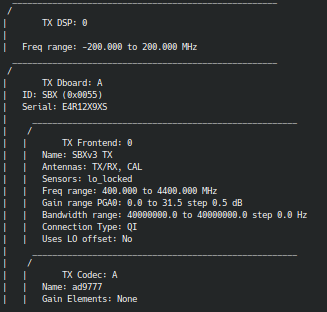 TX DSP: 0
Freq range: -200.000 to 200.000 MHz
TX Dboard: A
ID: SBX (0x0055)
Serial: E4R12X9XS
TX Frontend: 0
Name: SBXv3 TX
Antennas: TX/RX, CAL
Sensors: lo_locked
Freq range: 400.000 to 4400.000 MHz
Gain range PGA0: 0.0 to 31.5 step 0.5 dB
Bandwidth range: 40000000.0 to 40000000.0 step 0.0 Hz
Connection Type: QI
Uses LO offset: No
TX Codec: A
Name: ad9777
Gain Elements: None